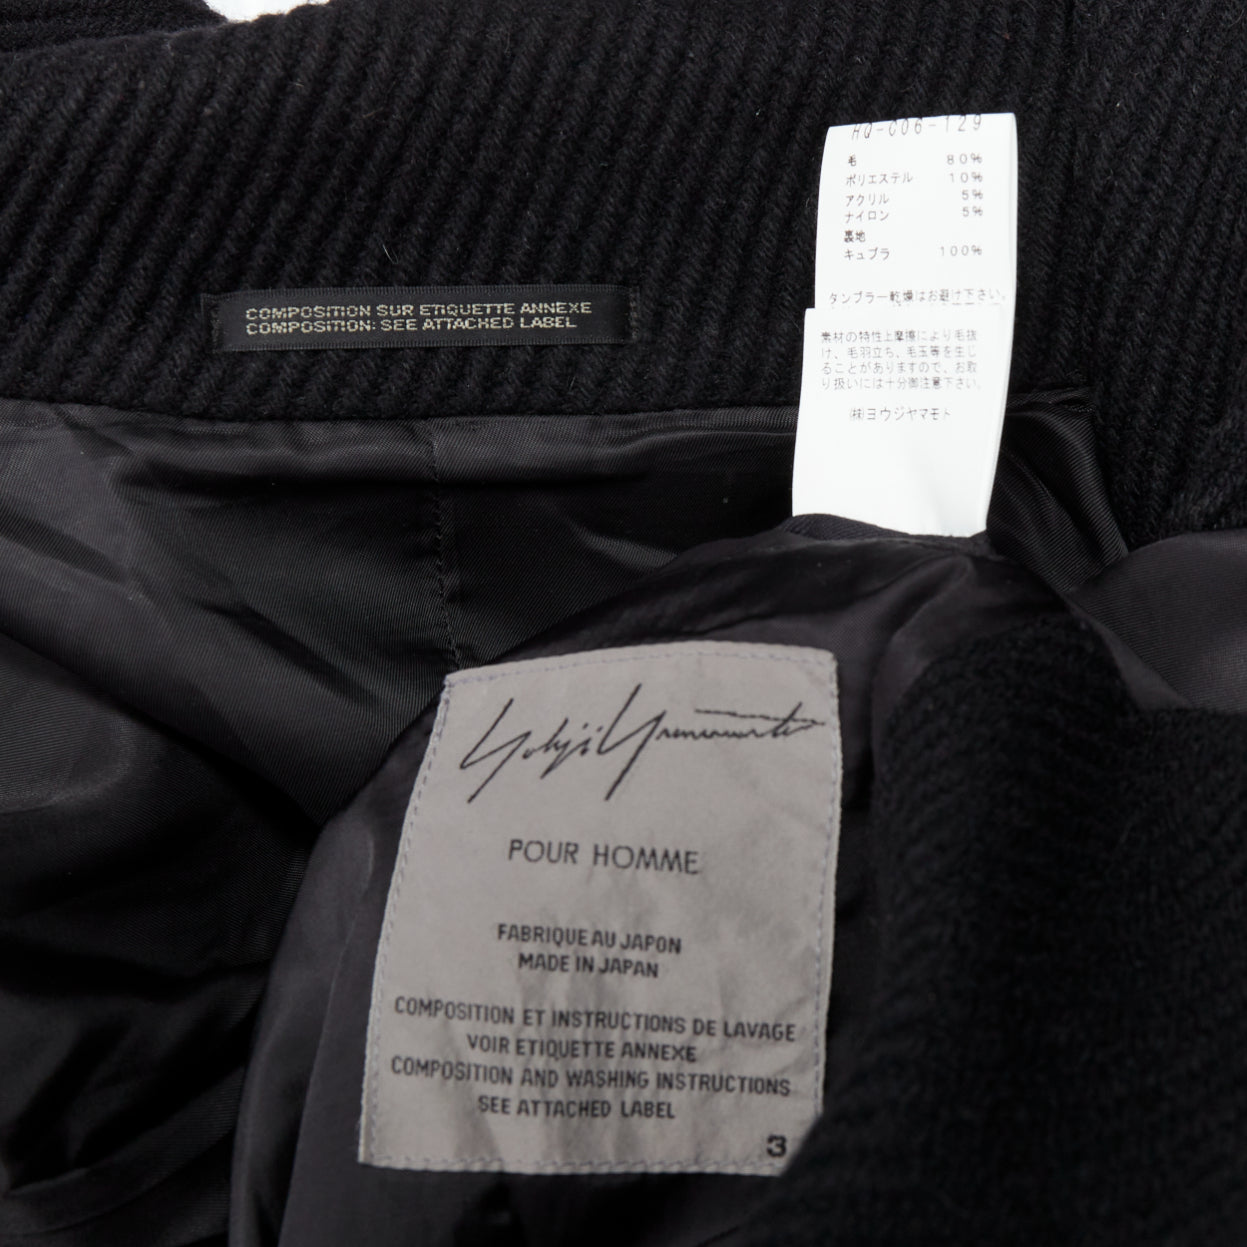 HQ-C06-129
毛 80%
ポリエステル 10%
アクリル 5%
ナイロン 5%
裏地
キュプラ 100%
タンブラー乾燥はお避け下さい。
素材の特性上摩擦により毛抜
け、毛羽立ち、毛玉等を生じ
ることがありますので、お取
り扱いには十分御注意下さい。
(株)ヨウジヤマモト
COMPOSITION SUR ETIQUETTE ANNEXE
COMPOSITION: SEE ATTACHED LABEL
Yohji Yamamoto
POUR HOMME
FABRIQUE AU JAPON
MADE IN JAPAN
COMPOSITION ET INSTRUCTIONS DE LAVAGE
VOIR ETIQUETTE ANNEXE
COMPOSITION AND WASHING INSTRUCTIONS
SEE ATTACHED LABEL
3